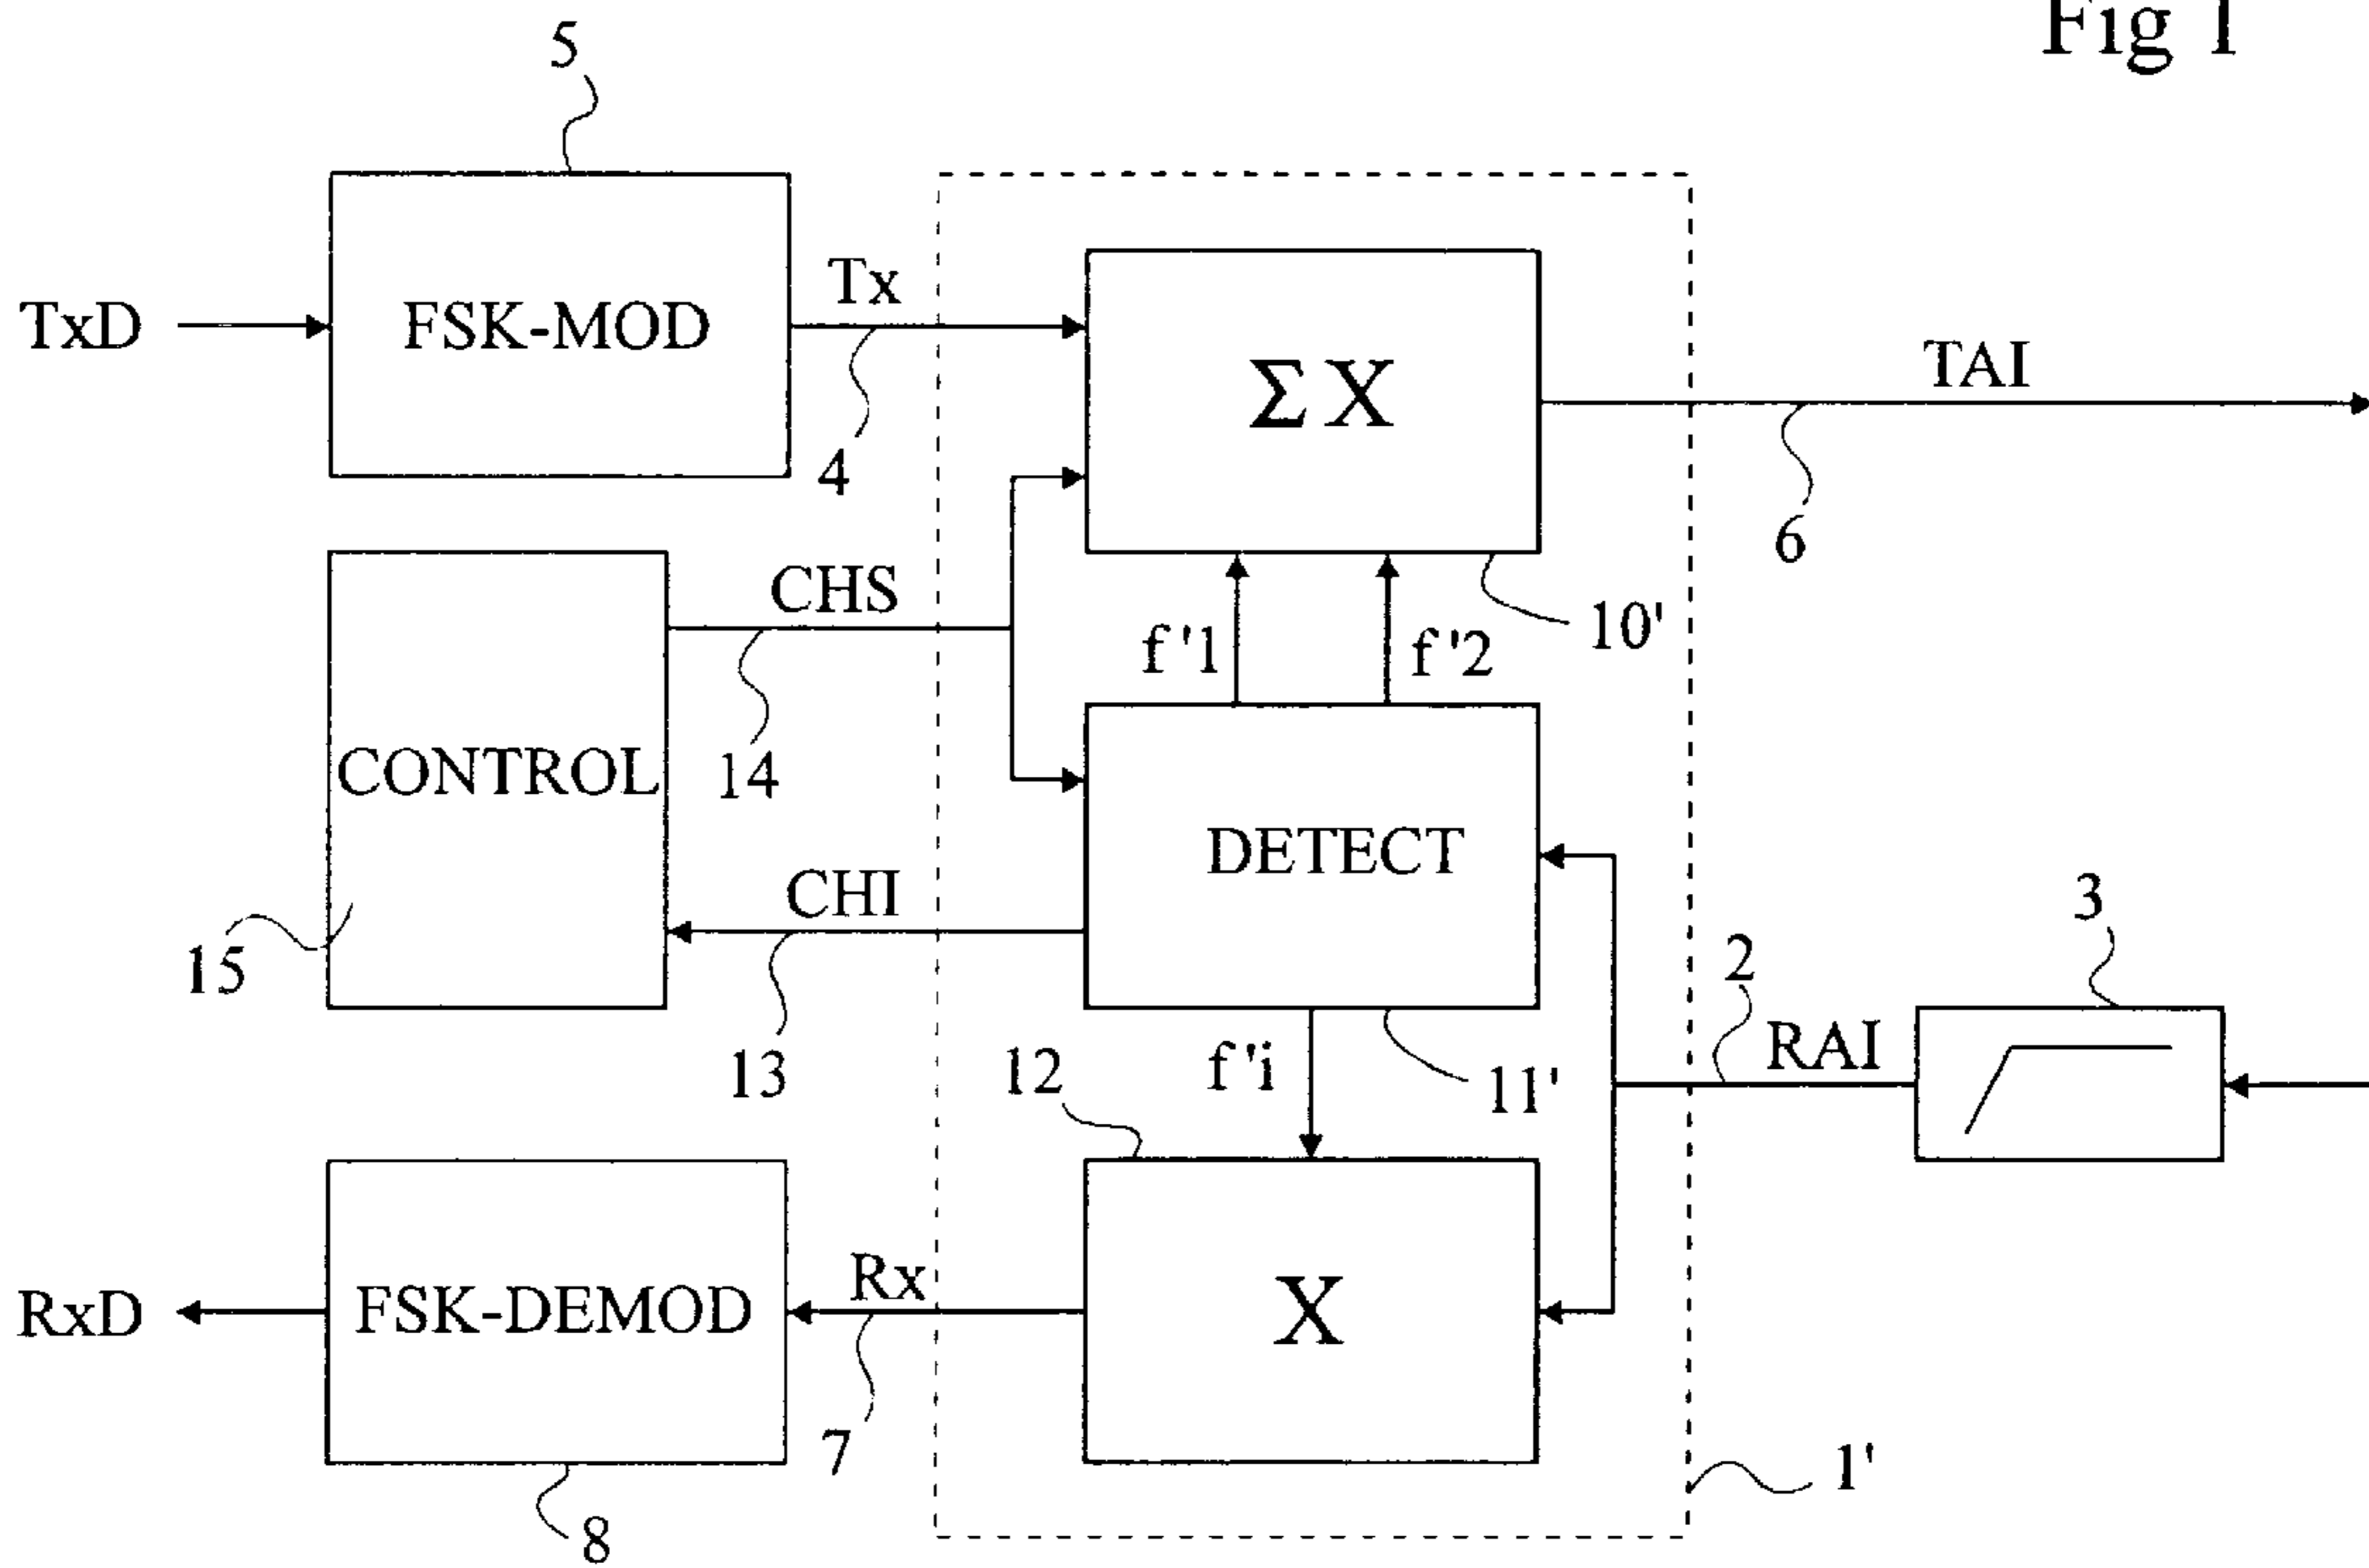 Fig 1
5
TxD
FSK-MOD
Tx
4
Σ X
TAI
6
CHS
14
f'1
f'2
10'
CONTROL
15
DETECT
CHI
13
f'i
11'
12
2
RAI
3
RxD
FSK-DEMOD
Rx
7
X
8
1'